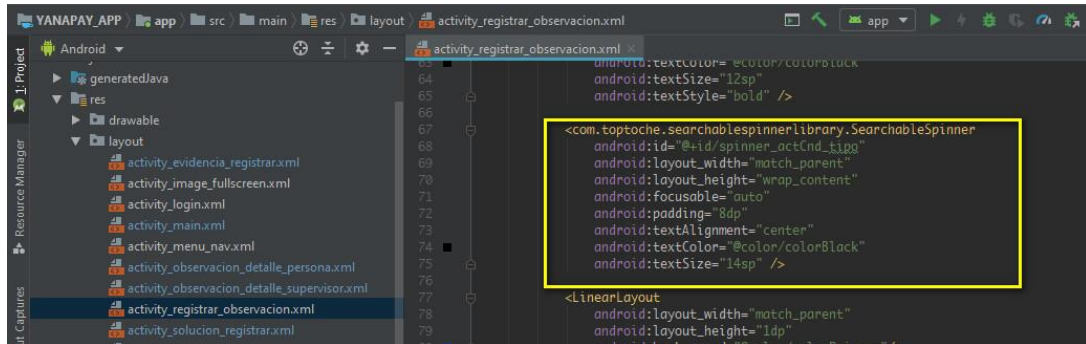 YANAPAY_APP app src main res layout activity_registrar_observacion.xml app
1: Project
Android
activity_registrar_observacion.xml
generatedJava
res
drawable
layout
activity_evidencia_registrar.xml
activity_image_fullscreen.xml
activity_login.xml
activity_main.xml
activity_menu_nav.xml
activity_observacion_detalle_persona.xml
activity_observacion_detalle_supervisor.xml
activity_registrar_observacion.xml
activity_solucion_registrar.xml
Resource Manager
Captures
63 android:textColor="@color/colorBlack"
64 android:textSize="12sp"
65 android:textStyle="bold" />
66
67 <com.toptoche.searchablespinnerlibrary.SearchableSpinner
68 android:id="@+id/spinner_actCnd_tipo"
69 android:layout_width="match_parent"
70 android:layout_height="wrap_content"
71 android:focusable="auto"
72 android:padding="8dp"
73 android:textAlignment="center"
74 android:textColor="@color/colorBlack"
75 android:textSize="14sp" />
76
77 <LinearLayout
78 android:layout_width="match_parent"
79 android:layout_height="1dp"